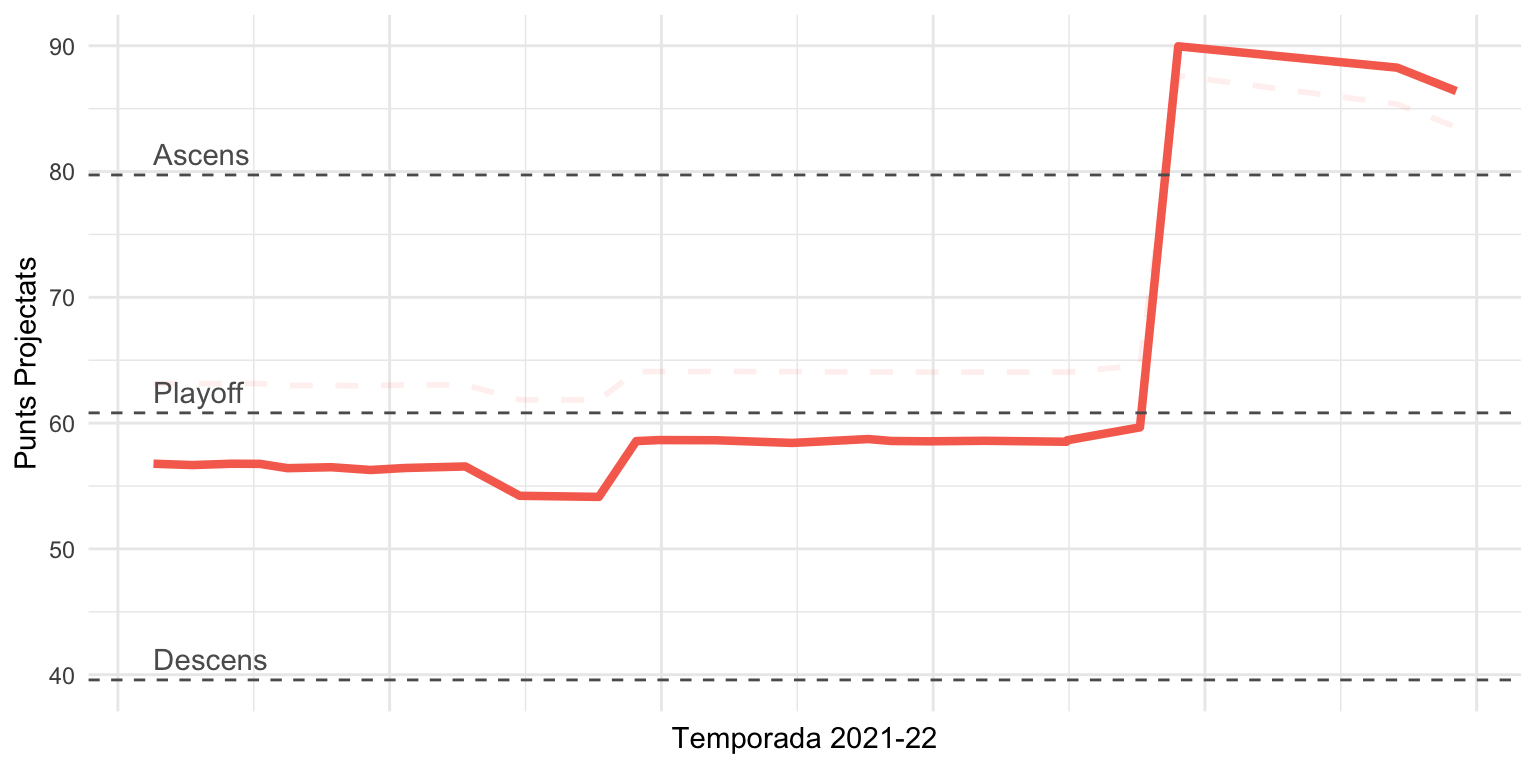 90
80
70
60
50
40
Ascens
Playoff
Descens
Punts Projectats
Temporada 2021-22